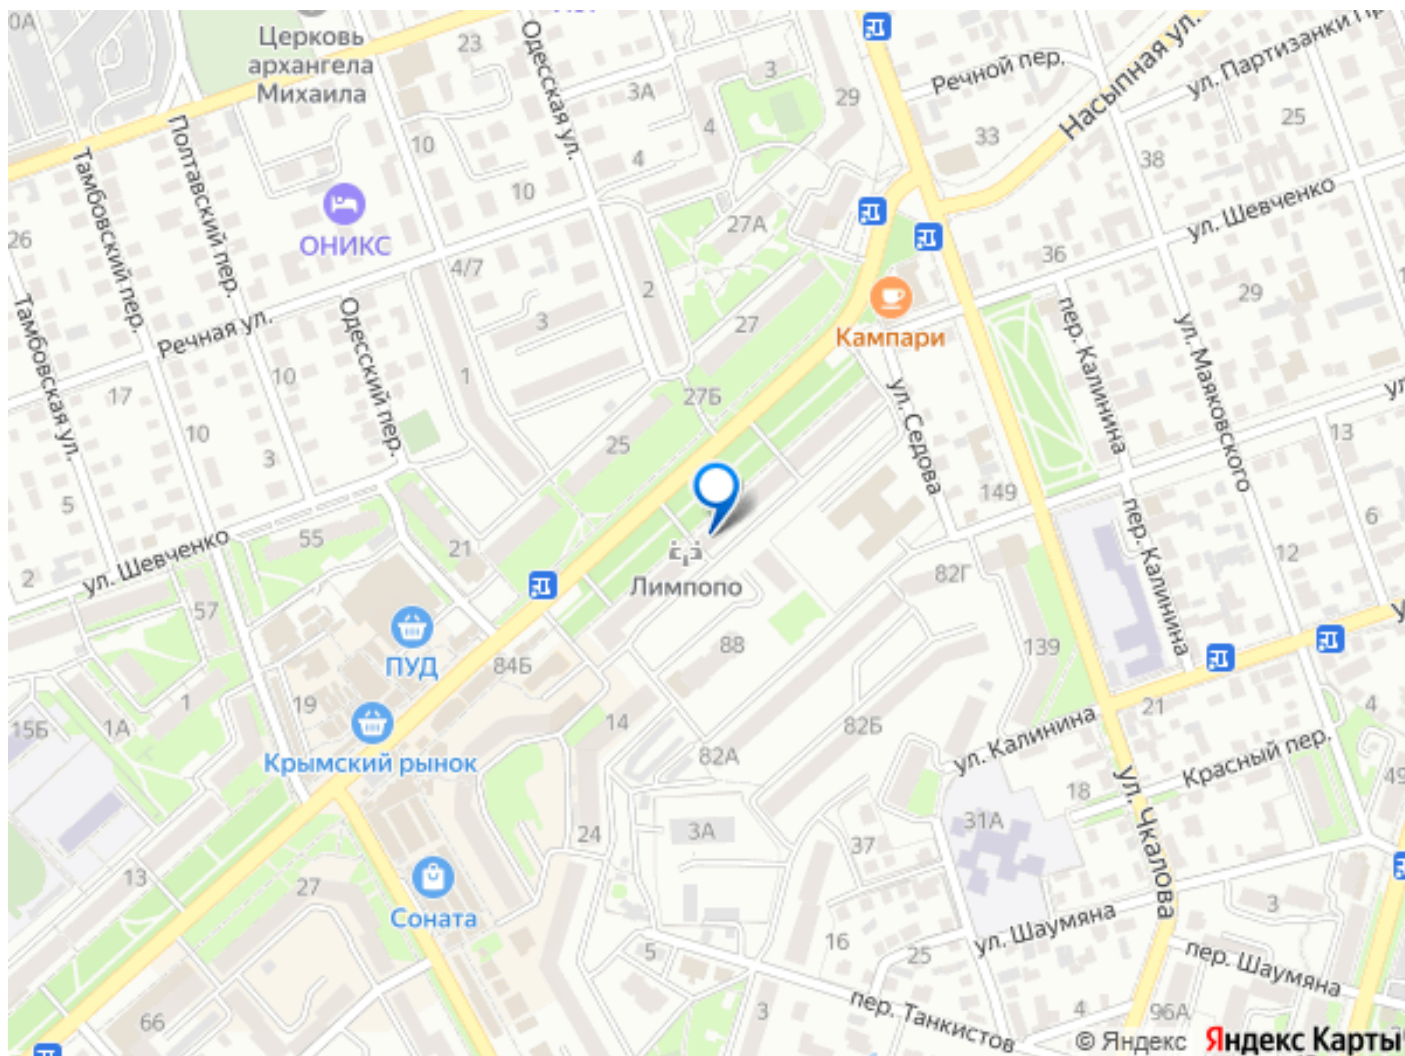 Церковь
архангела
Михаила
23
Одесская ул.
3
3А
29
4
4
10
10
Речной пер.
33
Насыпная ул.
25
38
ул. Шевченко
36
29
Тамбовский пер.
Полтавский пер.
26
ОНИКС
4/7
27А
2
27
3
Кампари
Речная ул.
Одесский пер.
Тамбовская ул.
1
17
10
10
3
5
27Б
25
ул. Седова
пер. Калинина
ул. Маяковского
13
149
6
12
пер. Калинина
ул. Шевченко
2
55
21
57
Лимпопо
82Г
88
139
ПУД
84Б
19
1
1А
15Б
14
82А
82Б
21
4
Крымский рынок
ул. Калинина
Красный пер.
18
49
31А
ул. Чкалова
3А
37
24
13
27
Соната
16
25
ул. Шаумяна
3
5
пер. Шаумяна
66
3
пер. Танкистов
4
96А
© Яндекс Яндекс Карты